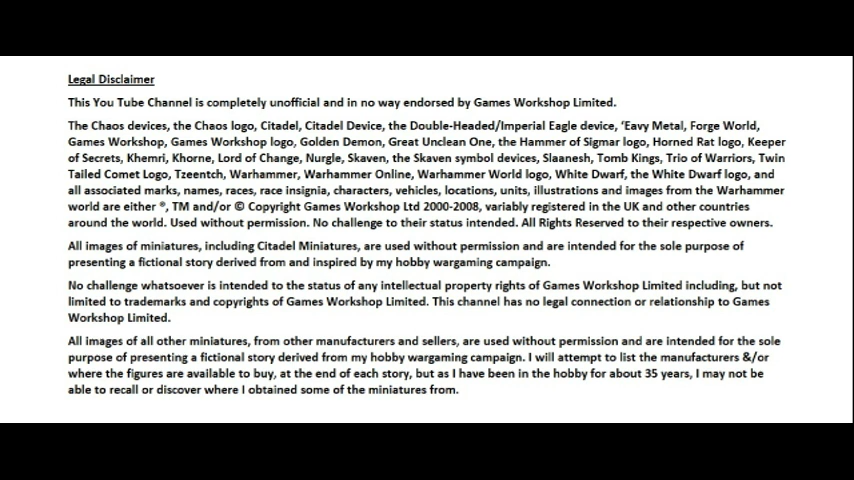 Legal Disclaimer
This You Tube Channel is completely unofficial and in no way endorsed by Games Workshop Limited.
The Chaos devices, the Chaos logo, Citadel, Citadel Device, the Double-Headed/Imperial Eagle device, ‘Eavy Metal, Forge World,
Games Workshop, Games Workshop logo, Golden Demon, Great Unclean One, the Hammer of Sigmar logo, Horned Rat logo, Keeper
of Secrets, Khemri, Khorne, Lord of Change, Nurgle, Skaven, the Skaven symbol devices, Slaanesh, Tomb Kings, Trio of Warriors, Twin
Tailed Comet Logo, Tzeentch, Warhammer, Warhammer Online, Warhammer World logo, White Dwarf, the White Dwarf logo, and
all associated marks, names, races, race insignia, characters, vehicles, locations, units, illustrations and images from the Warhammer
world are either ®, TM and/or © Copyright Games Workshop Ltd 2000-2008, variably registered in the UK and other countries
around the world. Used without permission. No challenge to their status intended. All Rights Reserved to their respective owners.
All images of miniatures, including Citadel Miniatures, are used without permission and are intended for the sole purpose of
presenting a fictional story derived from and inspired by my hobby wargaming campaign.
No challenge whatsoever is intended to the status of any intellectual property rights of Games Workshop Limited including, but not
limited to trademarks and copyrights of Games Workshop Limited. This channel has no legal connection or relationship to Games
Workshop Limited.
All images of all other miniatures, from other manufacturers and sellers, are used without permission and are intended for the sole
purpose of presenting a fictional story derived from my hobby wargaming campaign. I will attempt to list the manufacturers &/or
where the figures are available to buy, at the end of each story, but as I have been in the hobby for about 35 years, I may not be
able to recall or discover where I obtained some of the miniatures from.